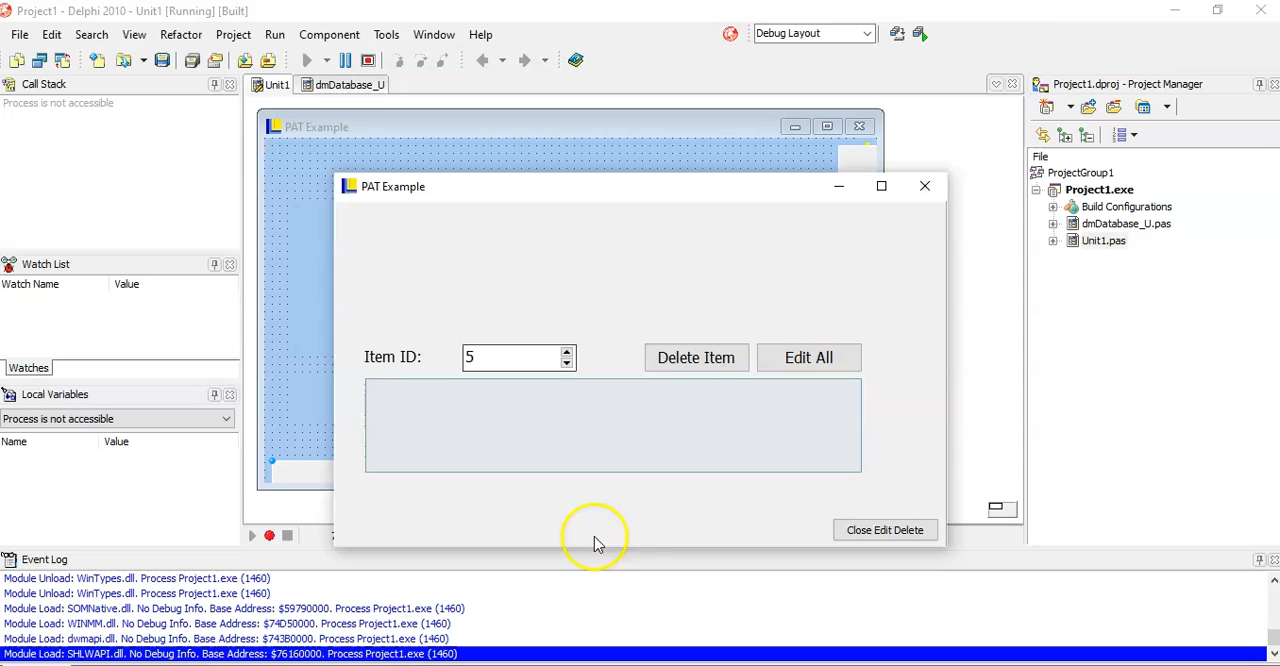 Project1 - Delphi 2010 - Unit1 [Running] [Built]
File Edit Search View Refactor Project Run Component Tools Window Help
Debug Layout
Call Stack
Process is not accessible
Unit1
dmDatabase_U
Project1.dproj - Project Manager
File
ProjectGroup1
Project1.exe
Build Configurations
dmDatabase_U.pas
Unit1.pas
PAT Example
PAT Example
Item ID:
5
Delete Item
Edit All
Close Edit Delete
Watch List
Watch Name Value
Watches
Local Variables
Process is not accessible
Name Value
Event Log
Module Unload: WinTypes.dll. Process Project1.exe (1460)
Module Unload: WinTypes.dll. Process Project1.exe (1460)
Module Load: SOMNative.dll. No Debug Info. Base Address: $59790000. Process Project1.exe (1460)
Module Load: WINMM.dll. No Debug Info. Base Address: $74D50000. Process Project1.exe (1460)
Module Load: dwmapi.dll. No Debug Info. Base Address: $743B0000. Process Project1.exe (1460)
Module Load: SHLWAPI.dll. No Debug Info. Base Address: $76160000. Process Project1.exe (1460)